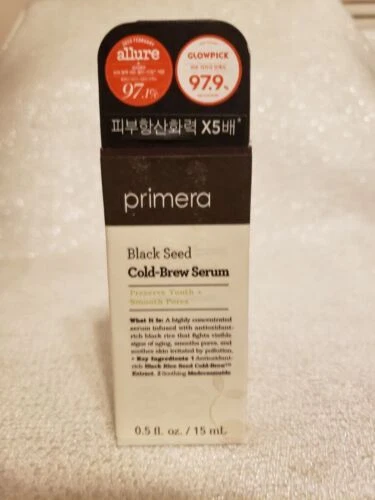 2020 FEBRUARY
allure
97.1%
GLOWPICK
97.9%
피부항산화력 X5배*
primera
Black Seed
Cold-Brew Serum
Preserve Youth +
Smooth Pores
What it is: A highly concentrated
serum infused with antioxidant-
rich black rice that fights visible
signs of aging, smooths pores, and
soothes skin irritated by pollution.
• Key Ingredients 1 Antioxidant-
rich Black Rice Seed Cold-Brew™
Extract. 2 Soothing Madecassoside
0.5 fl. oz. / 15 mL